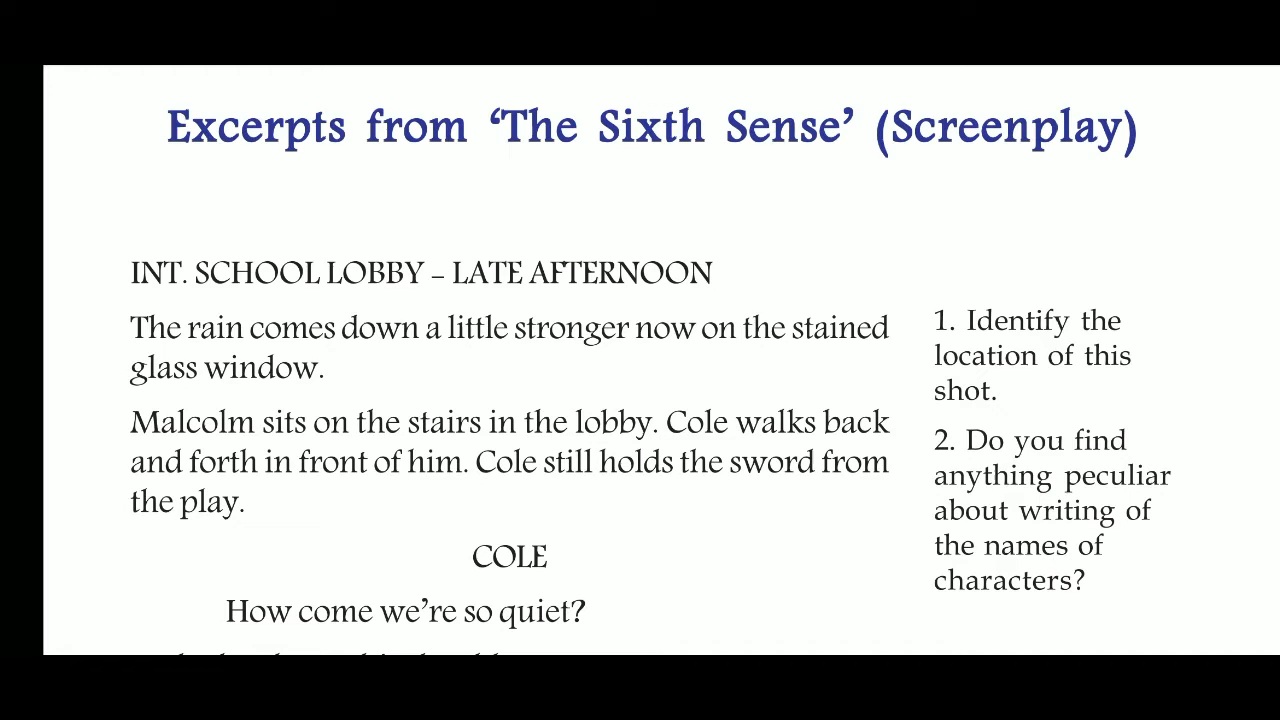 Excerpts from ‘The Sixth Sense’ (Screenplay)
INT. SCHOOL LOBBY – LATE AFTERNOON
The rain comes down a little stronger now on the stained
glass window.
Malcolm sits on the stairs in the lobby. Cole walks back
and forth in front of him. Cole still holds the sword from
the play.
COLE
How come we’re so quiet?
1. Identify the
location of this
shot.
2. Do you find
anything peculiar
about writing of
the names of
characters?